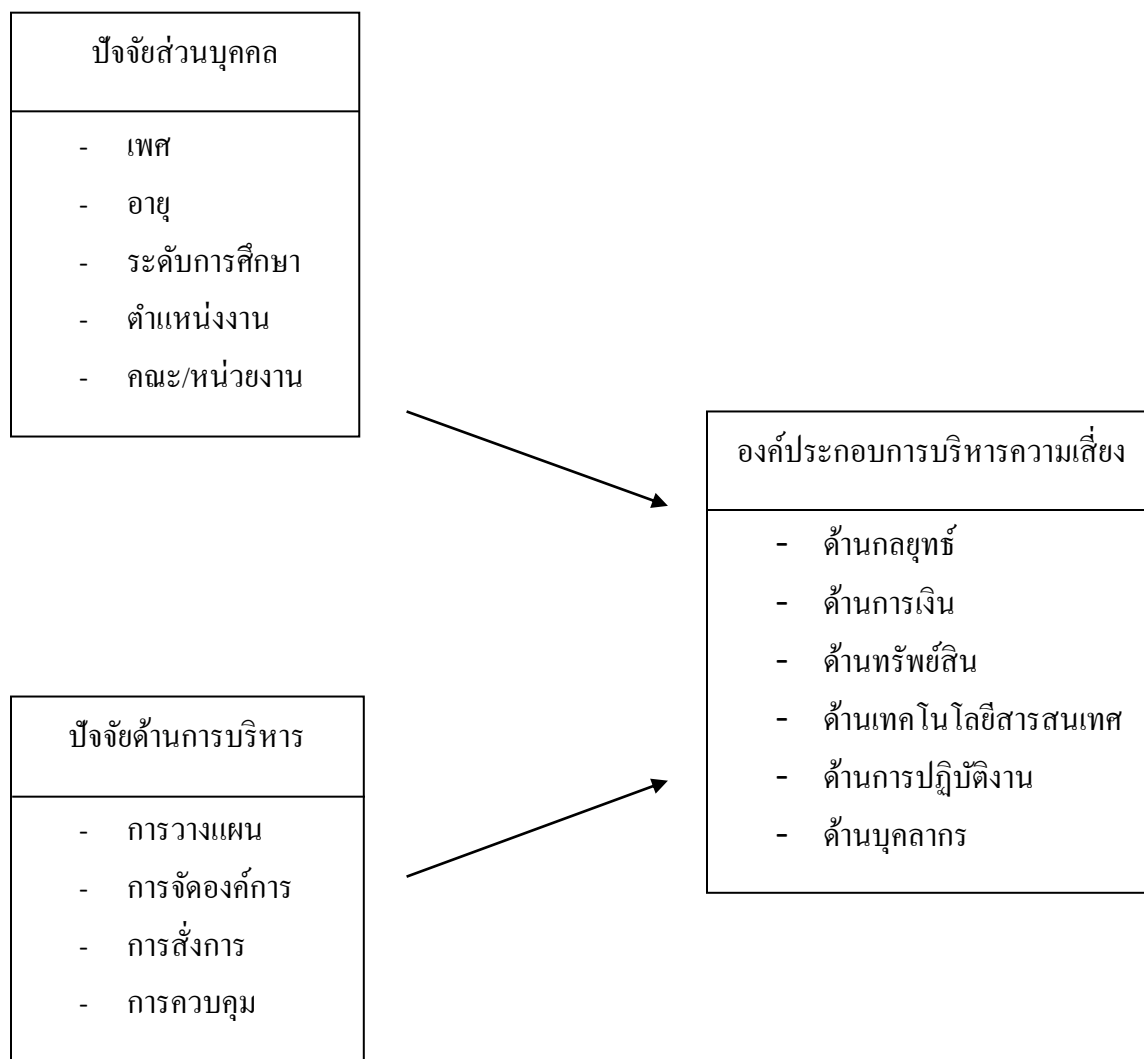 ปัจจัยส่วนบุคคล
- เพศ
- อายุ
- ระดับการศึกษา
- ตำแหน่งงาน
- คณะ/หน่วยงาน
องค์ประกอบการบริหารความเสี่ยง
- ด้านกลยุทธ์
- ด้านการเงิน
- ด้านทรัพย์สิน
- ด้านเทคโนโลยีสารสนเทศ
- ด้านการปฏิบัติงาน
- ด้านบุคลากร
ปัจจัยด้านการบริหาร
- การวางแผน
- การจัดองค์การ
- การสั่งการ
- การควบคุม